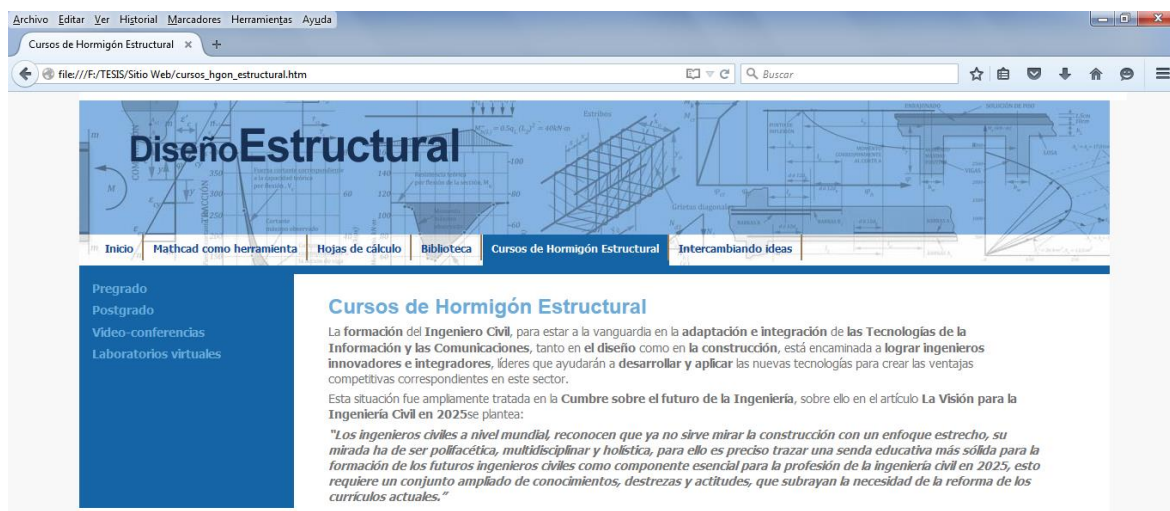 Archivo Editar Ver Historial Marcadores Herramientas Ayuda
Cursos de Hormigón Estructural × +
file:///F:/TESIS/Sitio Web/cursos_hgon_estructural.htm
Buscar
DiseñoEstructural
Inicio Mathcad como herramienta Hojas de cálculo Biblioteca Cursos de Hormigón Estructural Intercambiando ideas
Pregrado
Postgrado
Video-conferencias
Laboratorios virtuales
Cursos de Hormigón Estructural
La formación del Ingeniero Civil, para estar a la vanguardia en la adaptación e integración de las Tecnologías de la
Información y las Comunicaciones, tanto en el diseño como en la construcción, está encaminada a lograr ingenieros
innovadores e integradores, líderes que ayudarán a desarrollar y aplicar las nuevas tecnologías para crear las ventajas
competitivas correspondientes en este sector.
Esta situación fue ampliamente tratada en la Cumbre sobre el futuro de la Ingeniería, sobre ello en el artículo La Visión para la
Ingeniería Civil en 2025se plantea:
"Los ingenieros civiles a nivel mundial, reconocen que ya no sirve mirar la construcción con un enfoque estrecho, su
mirada ha de ser polifacética, multidisciplinar y holística, para ello es preciso trazar una senda educativa más sólida para la
formación de los futuros ingenieros civiles como componente esencial para la profesión de la ingeniería civil en 2025, esto
requiere un conjunto ampliado de conocimientos, destrezas y actitudes, que subrayan la necesidad de la reforma de los
currículos actuales."